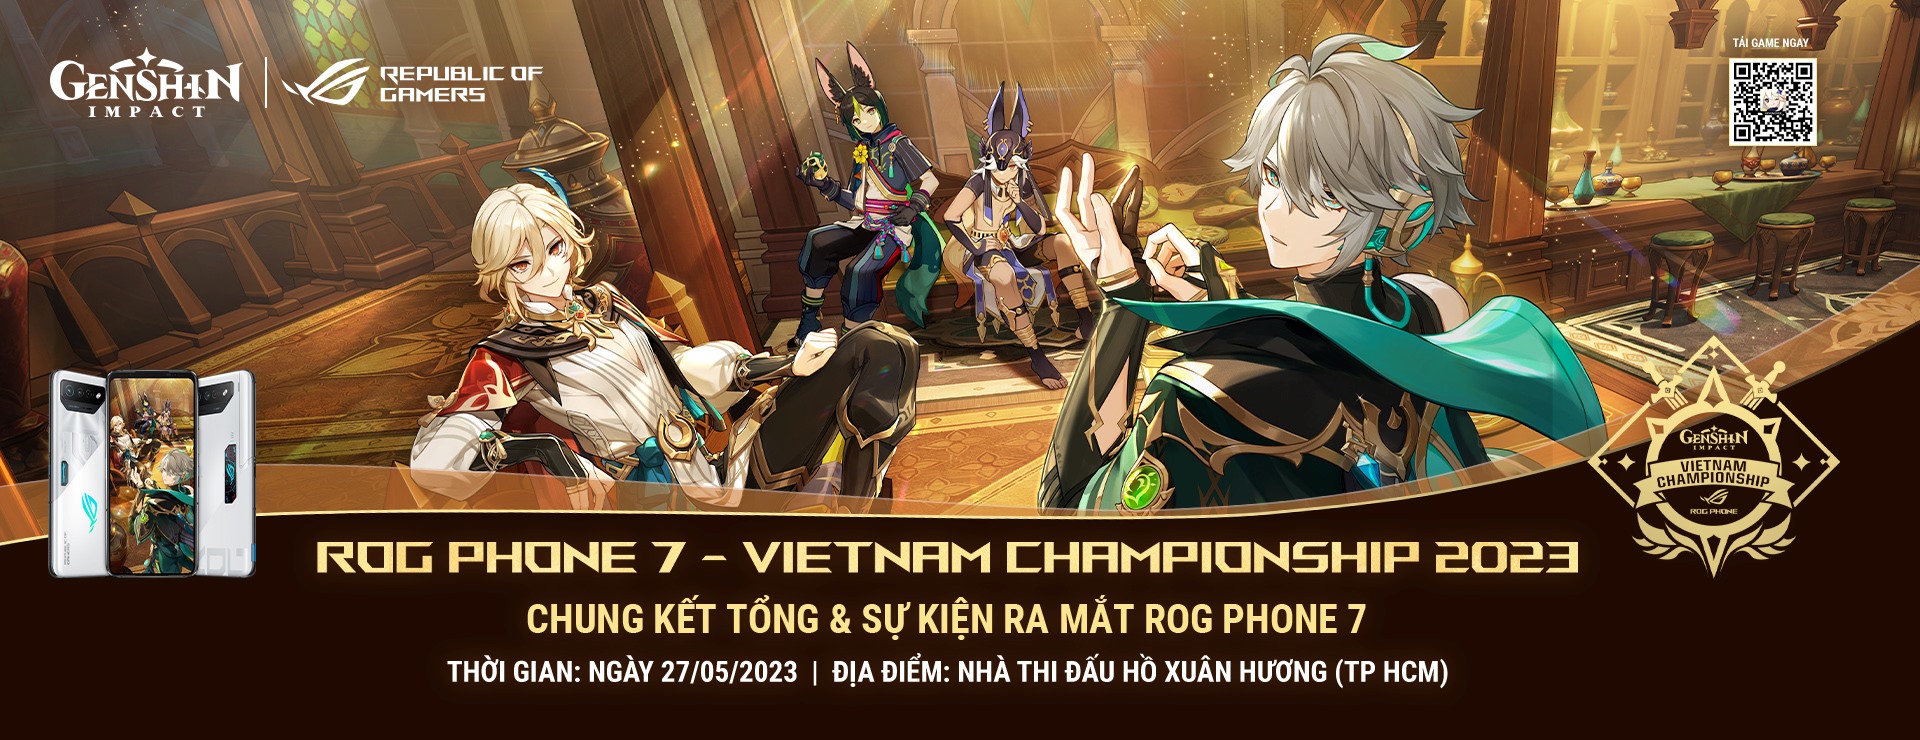 GENSHIN
IMPACT
REPUBLIC OF
GAMERS
TẢI GAME NGAY
GENSHIN
IMPACT
VIETNAM
CHAMPIONSHIP
ROG PHONE
ROG PHONE 7 - VIETNAM CHAMPIONSHIP 2023
CHUNG KẾT TỔNG & SỰ KIỆN RA MẮT ROG PHONE 7
THỜI GIAN: NGÀY 27/05/2023 | ĐỊA ĐIỂM: NHÀ THI ĐẤU HỒ XUÂN HƯƠNG (TP HCM)